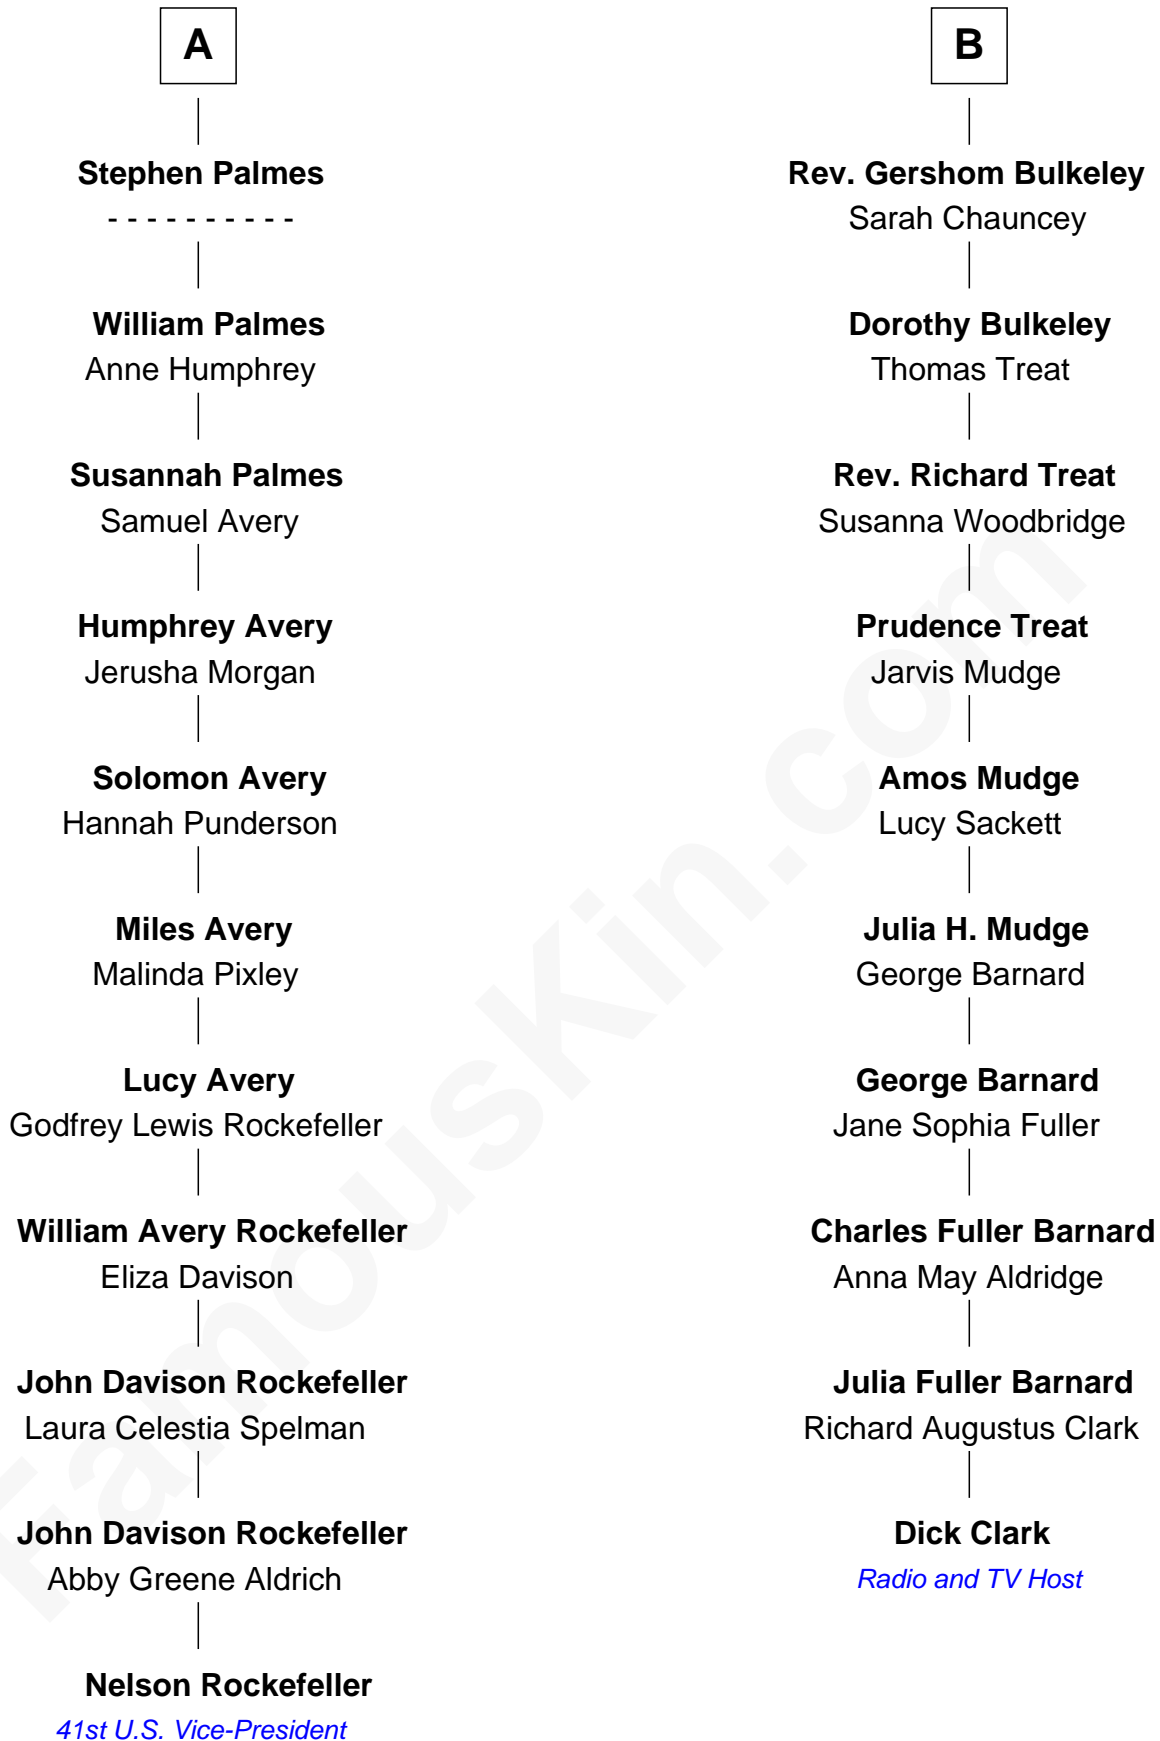 A
Stephen Palmes
- - - - - - - - - -
William Palmes
Anne Humphrey
Susannah Palmes
Samuel Avery
Humphrey Avery
Jerusha Morgan
Solomon Avery
Hannah Punderson
Miles Avery
Malinda Pixley
Lucy Avery
Godfrey Lewis Rockefeller
William Avery Rockefeller
Eliza Davison
John Davison Rockefeller
Laura Celestia Spelman
John Davison Rockefeller
Abby Greene Aldrich
Nelson Rockefeller
41st U.S. Vice-President
B
Rev. Gershom Bulkeley
Sarah Chauncey
Dorothy Bulkeley
Thomas Treat
Rev. Richard Treat
Susanna Woodbridge
Prudence Treat
Jarvis Mudge
Amos Mudge
Lucy Sackett
Julia H. Mudge
George Barnard
George Barnard
Jane Sophia Fuller
Charles Fuller Barnard
Anna May Aldridge
Julia Fuller Barnard
Richard Augustus Clark
Dick Clark
Radio and TV Host
FamousKin.com